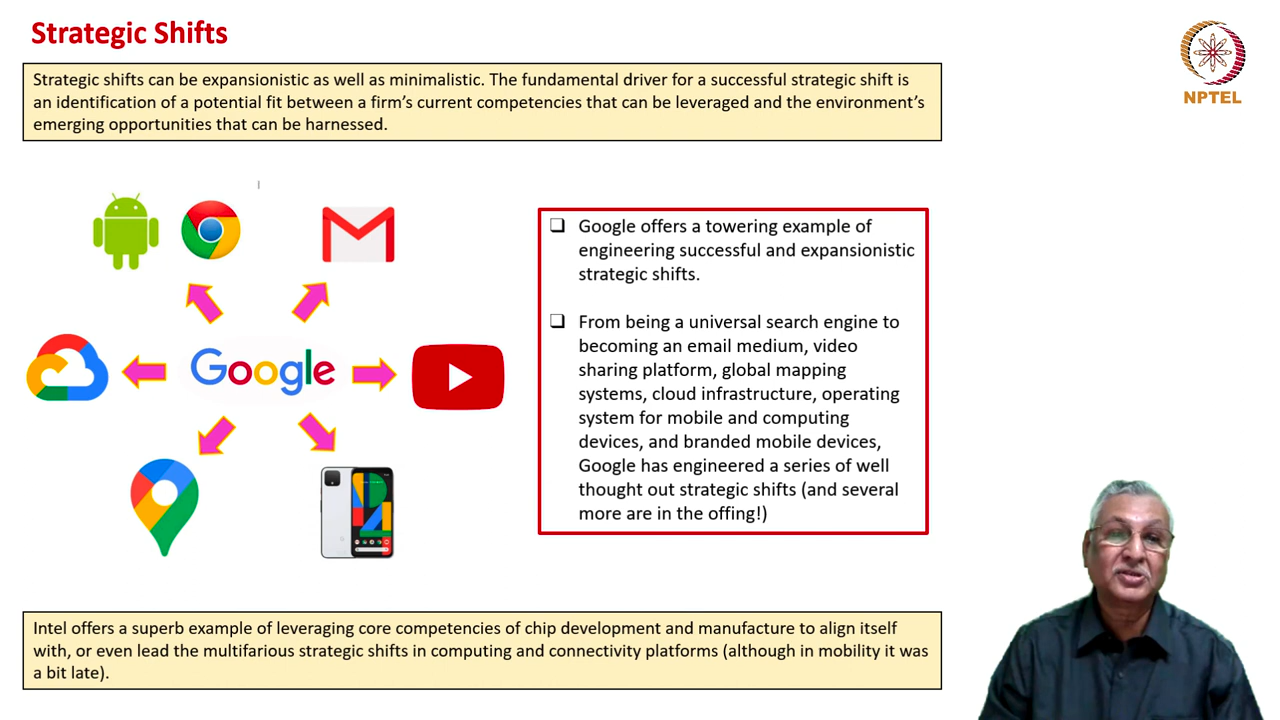 Strategic Shifts
NPTEL
Strategic shifts can be expansionistic as well as minimalistic. The fundamental driver for a successful strategic shift is
an identification of a potential fit between a firm's current competencies that can be leveraged and the environment's
emerging opportunities that can be harnessed.
Google
❑ Google offers a towering example of
engineering successful and expansionistic
strategic shifts.
❑ From being a universal search engine to
becoming an email medium, video
sharing platform, global mapping
systems, cloud infrastructure, operating
system for mobile and computing
devices, and branded mobile devices,
Google has engineered a series of well
thought out strategic shifts (and several
more are in the offing!)
Intel offers a superb example of leveraging core competencies of chip development and manufacture to align itself
with, or even lead the multifarious strategic shifts in computing and connectivity platforms (although in mobility it was
a bit late).